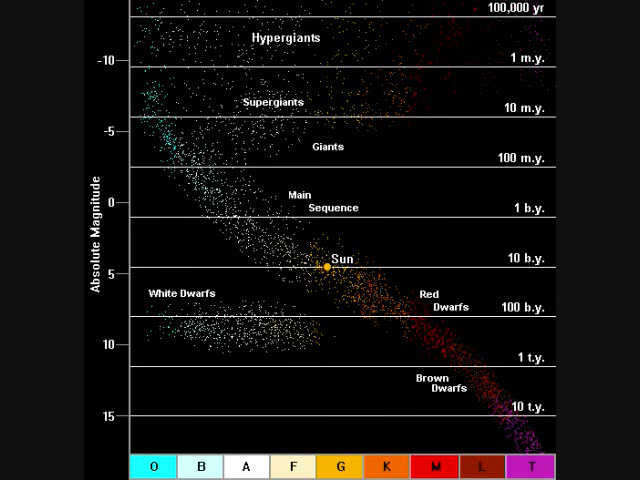 100,000 yr
Hypergiants
-10
1 m.y.
Supergiants
10 m.y.
-5
Giants
100 m.y.
Main
Sequence
0
1 b.y.
Absolute Magnitude
Sun
10 b.y.
5
White Dwarfs
Red
Dwarfs
100 b.y.
10
1 t.y.
Brown
Dwarfs
10 t.y.
15
O B A F G K M L T